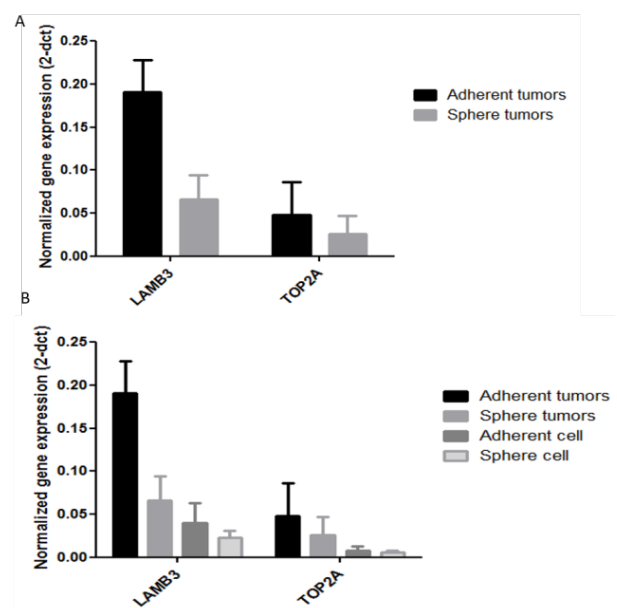 A
Normalized gene expression (2-dct)
0.25
0.20
0.15
0.10
0.05
0.00
LAMB3
TOP2A
Adherent tumors
Sphere tumors
B
Normalized gene expression (2-dct)
0.25
0.20
0.15
0.10
0.05
0.00
LAMB3
TOP2A
Adherent tumors
Sphere tumors
Adherent cell
Sphere cell